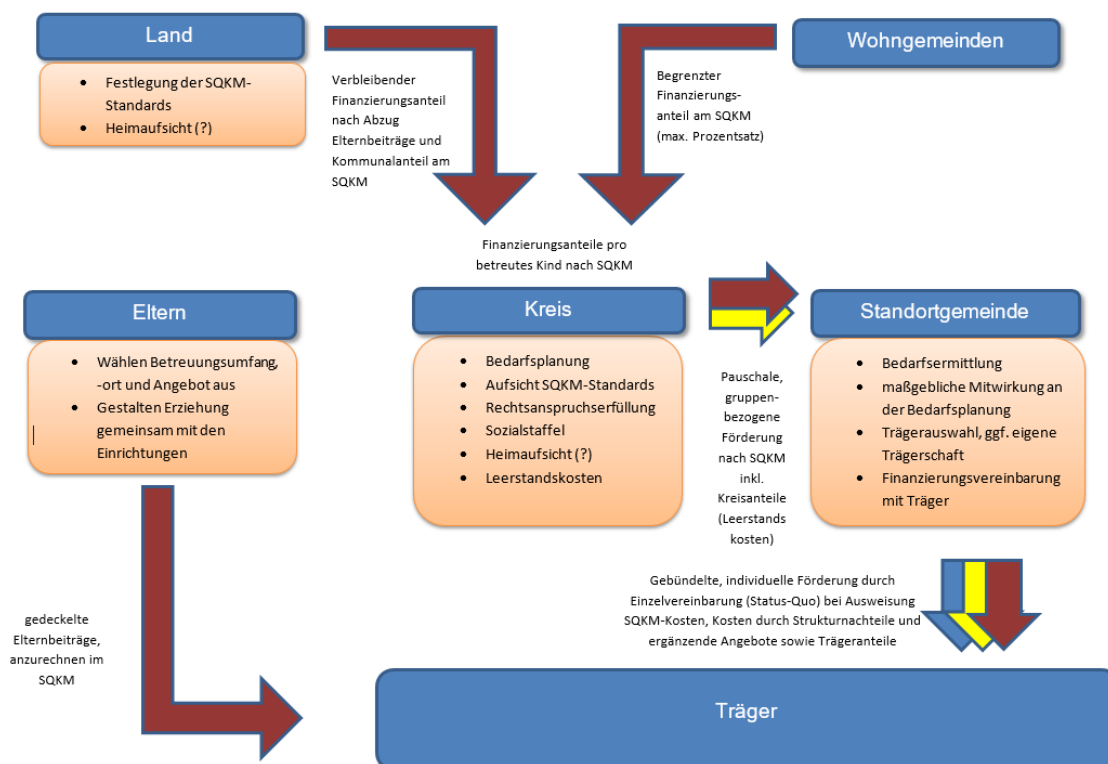 Land
Festlegung der SQKM-
Standards
Heimaufsicht (?)
Verbleibender
Finanzierungsanteil
nach Abzug
Elternbeiträge und
Kommunalanteil am
SQKM
Begrenzter
Finanzierungs-
anteil am SQKM
(max. Prozentsatz)
Wohngemeinden
Finanzierungsanteile pro
betreutes Kind nach SQKM
Eltern
Wählen Betreuungsumfang,
-ort und Angebot aus
Gestalten Erziehung
gemeinsam mit den
Einrichtungen
Kreis
Bedarfsplanung
Aufsicht SQKM-Standards
Rechtsanspruchserfüllung
Sozialstaffel
Heimaufsicht (?)
Leerstandskosten
Pauschale,
gruppen-
bezogene
Förderung
nach SQKM
inkl.
Kreisanteile
(Leerstands
kosten)
Standortgemeinde
Bedarfsermittlung
maßgebliche Mitwirkung an
der Bedarfsplanung
Trägerauswahl, ggf. eigene
Trägerschaft
Finanzierungsvereinbarung
mit Träger
Gebündelte, individuelle Förderung durch
Einzelvereinbarung (Status-Quo) bei Ausweisung
SQKM-Kosten, Kosten durch Strukturnachteile und
ergänzende Angebote sowie Trägeranteile
gedeckelte
Elternbeiträge,
anzurechnen im
SQKM
Träger